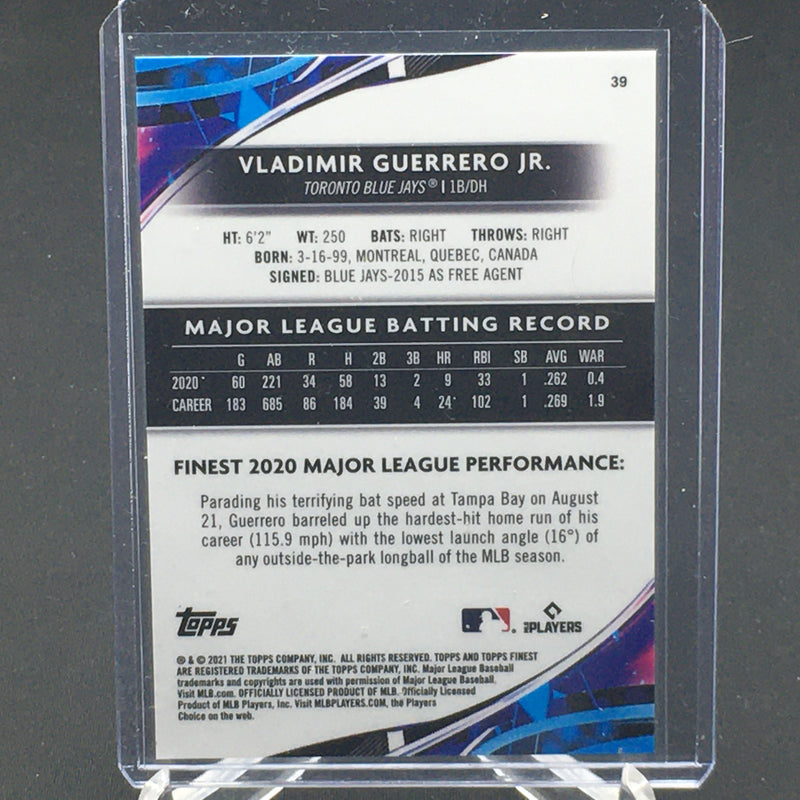 39
VLADIMIR GUERRERO JR.
TORONTO BLUE JAYS® | 1B/DH
HT: 6'2" WT: 250 BATS: RIGHT THROWS: RIGHT
BORN: 3-16-99, MONTREAL, QUEBEC, CANADA
SIGNED: BLUE JAYS-2015 AS FREE AGENT
MAJOR LEAGUE BATTING RECORD
G AB R H 2B 3B HR RBI SB AVG WAR
2020* 60 221 34 58 13 2 9 33 1 .262 0.4
CAREER 183 685 86 184 39 4 24* 102 1 .269 1.9
FINEST 2020 MAJOR LEAGUE PERFORMANCE:
Parading his terrifying bat speed at Tampa Bay on August
21, Guerrero barreled up the hardest-hit home run of his
career (115.9 mph) with the lowest launch angle (16°) of
any outside-the-park longball of the MLB season.
Topps
MLB PLAYERS
® & © 2021 THE TOPPS COMPANY, INC. ALL RIGHTS RESERVED. TOPPS AND TOPPS FINEST
ARE REGISTERED TRADEMARKS OF THE TOPPS COMPANY, INC. Major League Baseball
trademarks and copyrights are used with permission of Major League Baseball.
Visit MLB.com. OFFICIALLY LICENSED PRODUCT OF MLB. Officially Licensed
Product of MLB Players, Inc. Visit MLBPLAYERS.COM, the Players
Choice on the web.